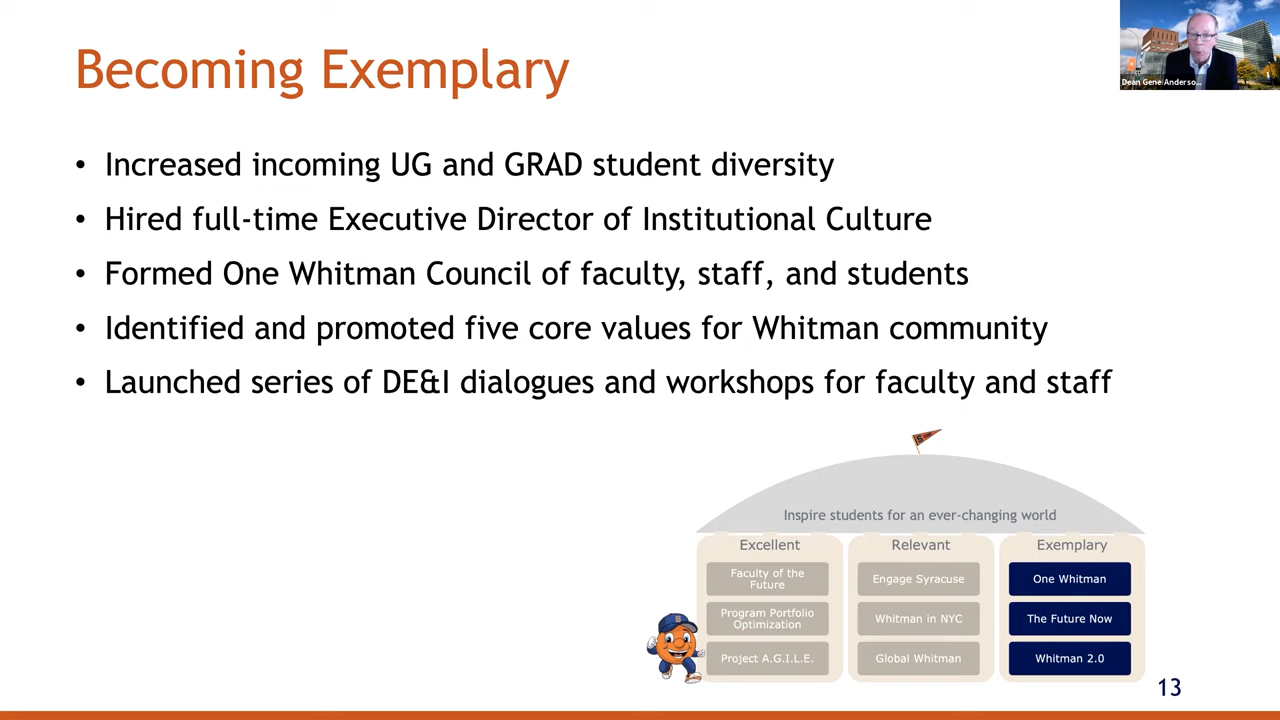 Becoming Exemplary
Dean Gene Anderso...
• Increased incoming UG and GRAD student diversity
• Hired full-time Executive Director of Institutional Culture
• Formed One Whitman Council of faculty, staff, and students
• Identified and promoted five core values for Whitman community
• Launched series of DE&I dialogues and workshops for faculty and staff
S
Inspire students for an ever-changing world
Excellent
Faculty of the
Future
Program Portfolio
Optimization
Project A.G.I.L.E.
Relevant
Engage Syracuse
Whitman in NYC
Global Whitman
Exemplary
One Whitman
The Future Now
Whitman 2.0
S
13